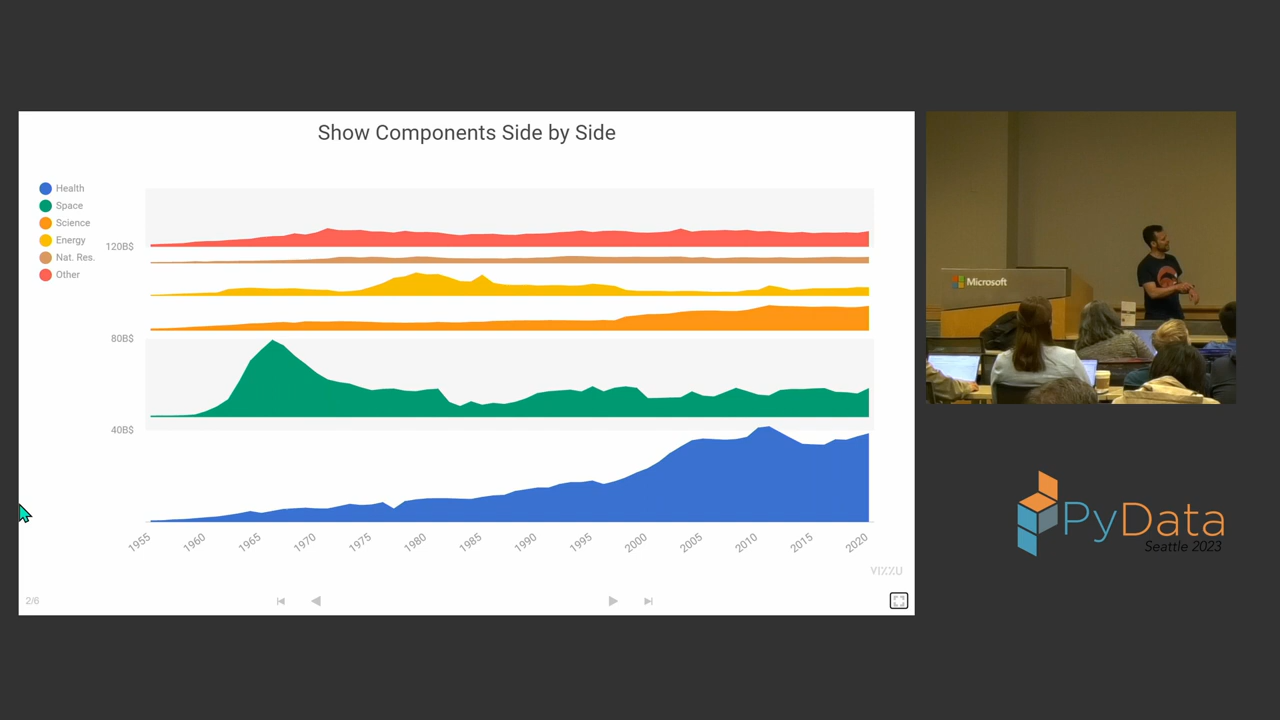 Show Components Side by Side
Health
Space
Science
Energy
Nat. Res.
Other
120B$
80B$
40B$
1955
1960
1965
1970
1975
1980
1985
1990
1995
2000
2005
2010
2015
2020
VIZZU
2/6
Microsoft
PyData
Seattle 2023